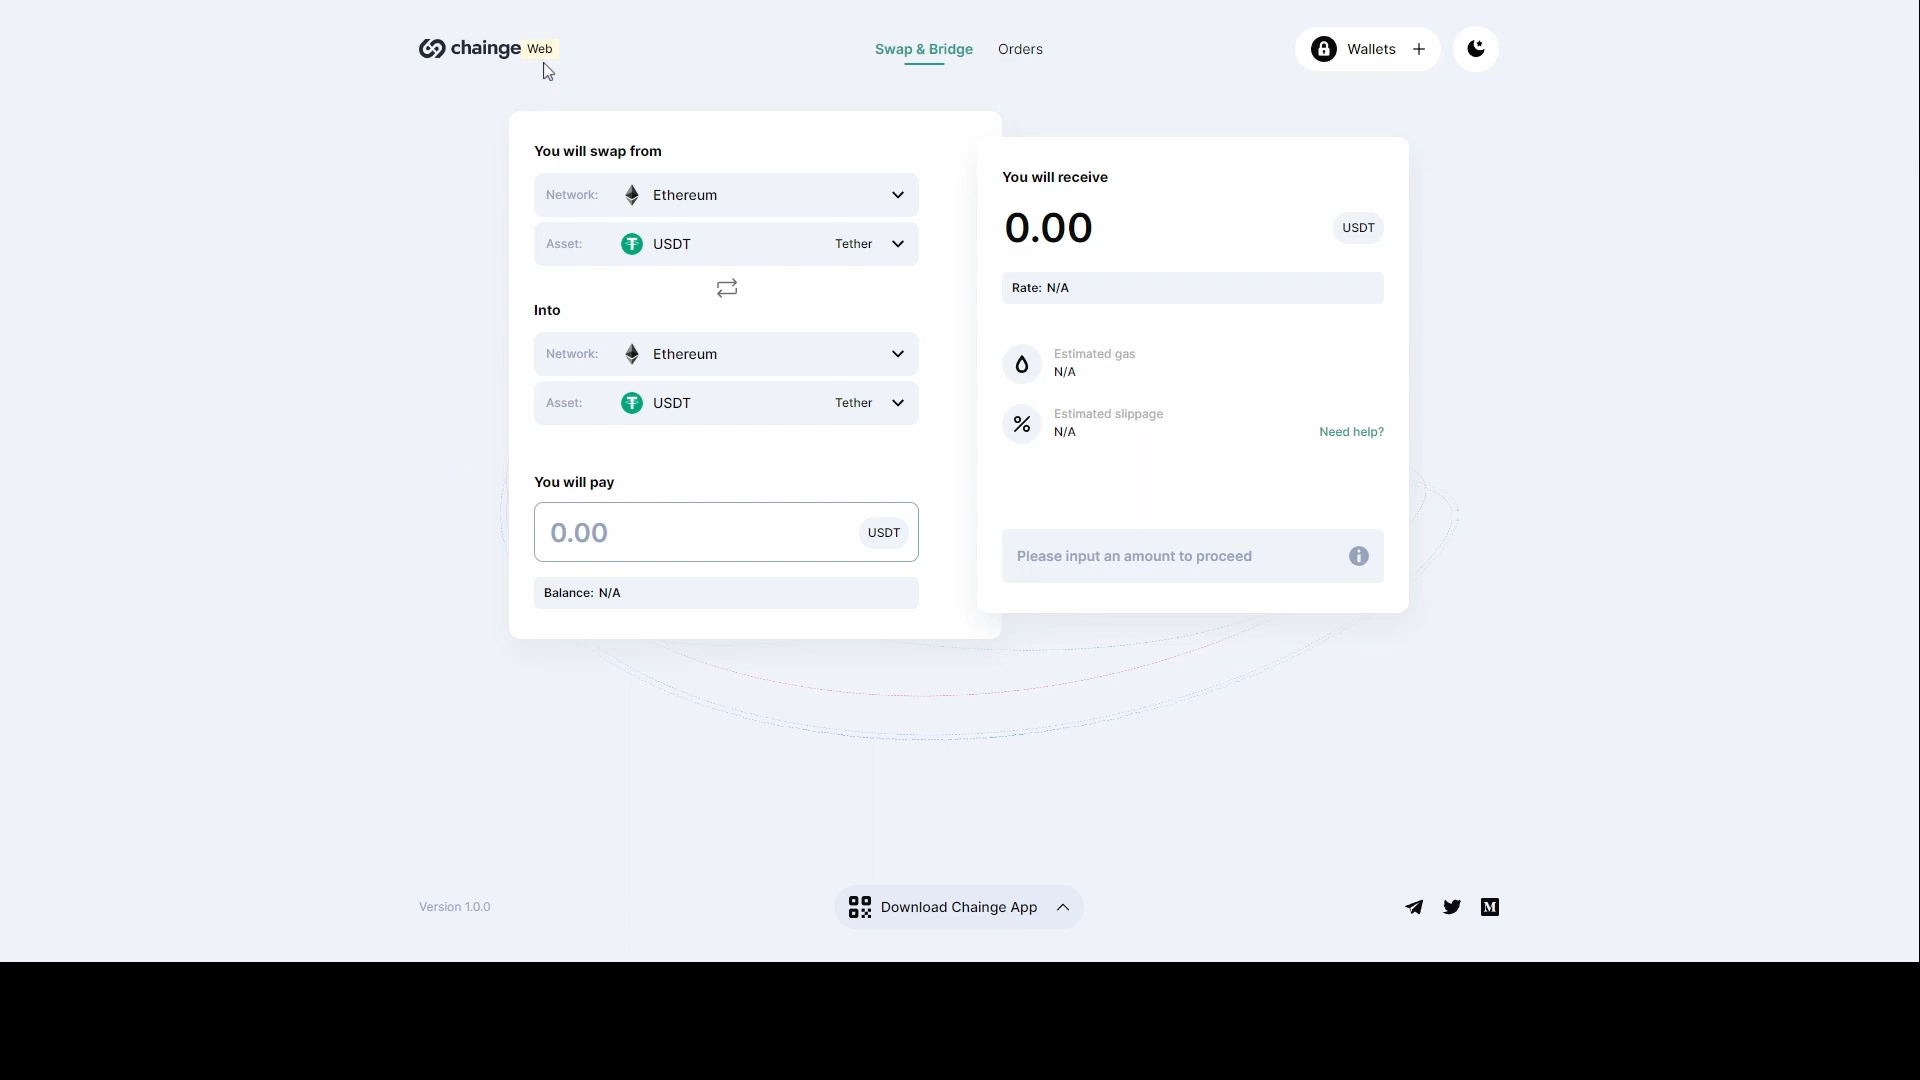 chainge Web
Swap & Bridge
Orders
Wallets
You will swap from
Network: Ethereum
Asset: USDT Tether
Into
Network: Ethereum
Asset: USDT Tether
You will pay
0.00 USDT
Balance: N/A
You will receive
0.00 USDT
Rate: N/A
Estimated gas
N/A
Estimated slippage
N/A
Need help?
Please input an amount to proceed
Version 1.0.0
Download Chainge App